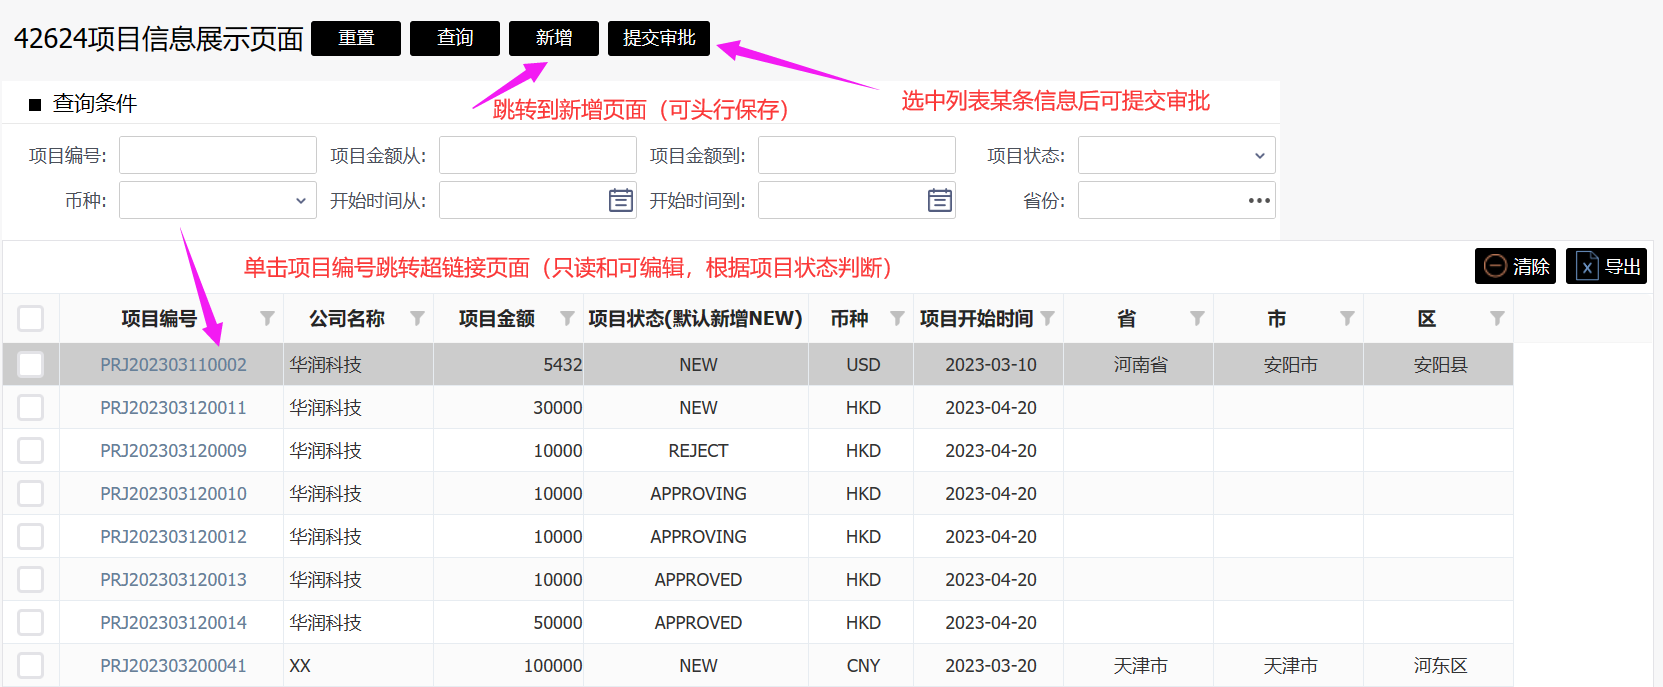 42624项目信息展示页面 重置 查询 新增 提交审批
跳转到新增页面（可头行保存）
选中列表某条信息后可提交审批
■ 查询条件
项目编号: 项目金额从: 项目金额到: 项目状态:
币种: 开始时间从: 开始时间到: 省份:
单击项目编号跳转超链接页面（只读和可编辑，根据项目状态判断）
清除 导出
项目编号 公司名称 项目金额 项目状态(默认新增NEW) 币种 项目开始时间 省 市 区
PRJ202303110002 华润科技 5432 NEW USD 2023-03-10 河南省 安阳市 安阳县
PRJ202303120011 华润科技 30000 NEW HKD 2023-04-20
PRJ202303120009 华润科技 10000 REJECT HKD 2023-04-20
PRJ202303120010 华润科技 10000 APPROVING HKD 2023-04-20
PRJ202303120012 华润科技 10000 APPROVING HKD 2023-04-20
PRJ202303120013 华润科技 10000 APPROVED HKD 2023-04-20
PRJ202303120014 华润科技 50000 APPROVED HKD 2023-04-20
PRJ202303200041 XX 100000 NEW CNY 2023-03-20 天津市 天津市 河东区